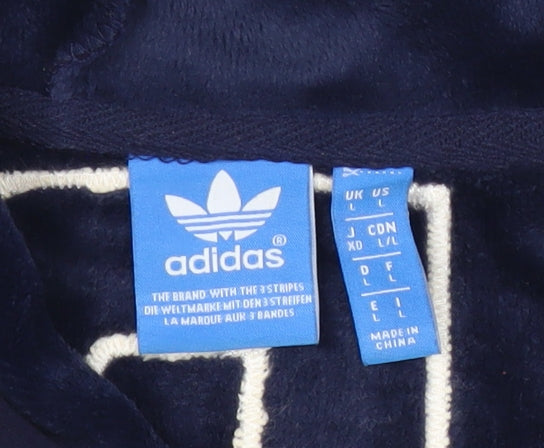 adidas ®
THE BRAND WITH THE 3 STRIPES
DIE WELTMARKE MIT DEN 3 STREIFEN
LA MARQUE AUX 3 BANDES
UK US
L L
J CDN
XO L/L
D F
L L
E I
L L
MADE IN
CHINA